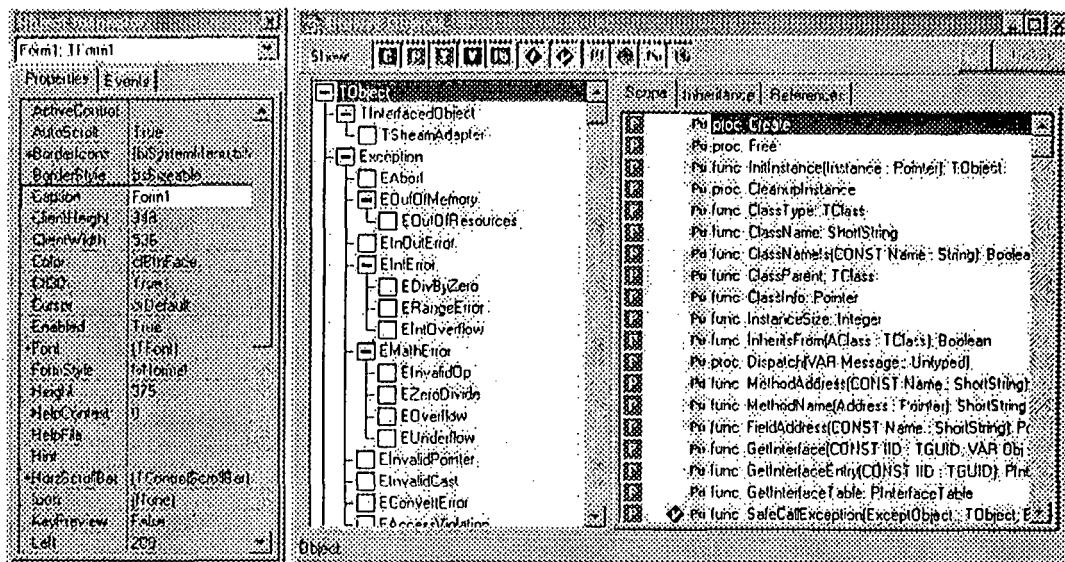 Form1: TForm1
Properties Events
ActiveControl
AutoScroll True
BorderStyle bsSizeable
Caption Form1
ClientHeight
ClientWidth 536
Color clBtnFace
Ctl3D True
Cursor crDefault
Enabled True
+Font (TFont)
FormStyle fsNormal
Height 375
HelpContext 0
HelpFile
Hint
Icon (None)
KeyPreview False
Left 209
Show:
TObject
TInterfacedObject
TStreamAdapter
Exception
EAbort
EOutOfMemory
EOutOfResources
EInOutError
EIntError
EDivByZero
ERangeError
EIntOverflow
EMathError
EInvalidOp
EZeroDivide
EOverflow
EUnderflow
EInvalidPointer
EInvalidCast
EConvertError
EAccessViolation
Object
Scope Inheritance References
Pu proc Create
Pu proc Free
Pu func InitInstance(Instance : Pointer): TObject
Pu proc CleanupInstance
Pu func ClassType: TClass
Pu func ClassName: ShortString
Pu func ClassNameIs(CONST Name : String): Boolea
Pu func ClassParent: TClass
Pu func ClassInfo: Pointer
Pu func InstanceSize: Integer
Pu func InheritsFrom(AClass : TClass): Boolean
Pu proc Dispatch(VAR Message : Untyped)
Pu func MethodAddress(CONST Name : ShortString)
Pu func MethodName(Address : Pointer): ShortString
Pu func FieldAddress(CONST Name : ShortString): Po
Pu func GetInterface(CONST IID : TGUID; VAR Obj
Pu func GetInterfaceEntry(CONST IID : TGUID): PInt
Pu func GetInterfaceTable: PInterfaceTable
Pu func SafeCallException(ExceptObject : TObject; E